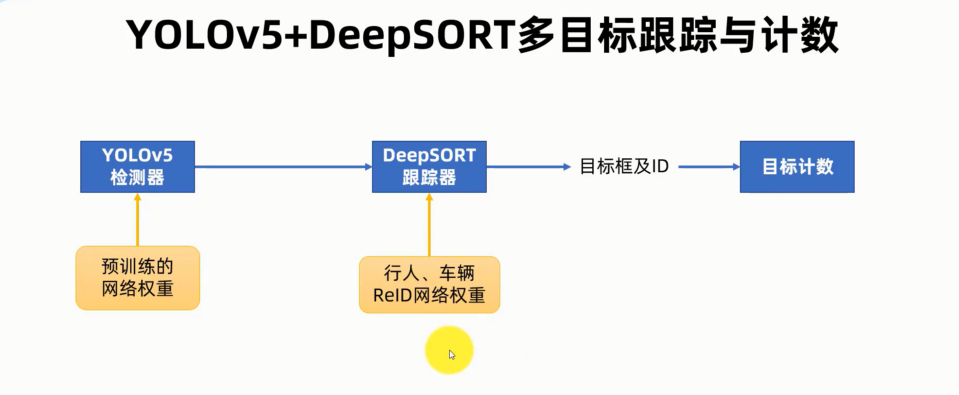 YOLOv5+DeepSORT多目标跟踪与计数
YOLOv5
检测器
DeepSORT
跟踪器
目标框及ID
目标计数
预训练的
网络权重
行人、车辆
ReID网络权重